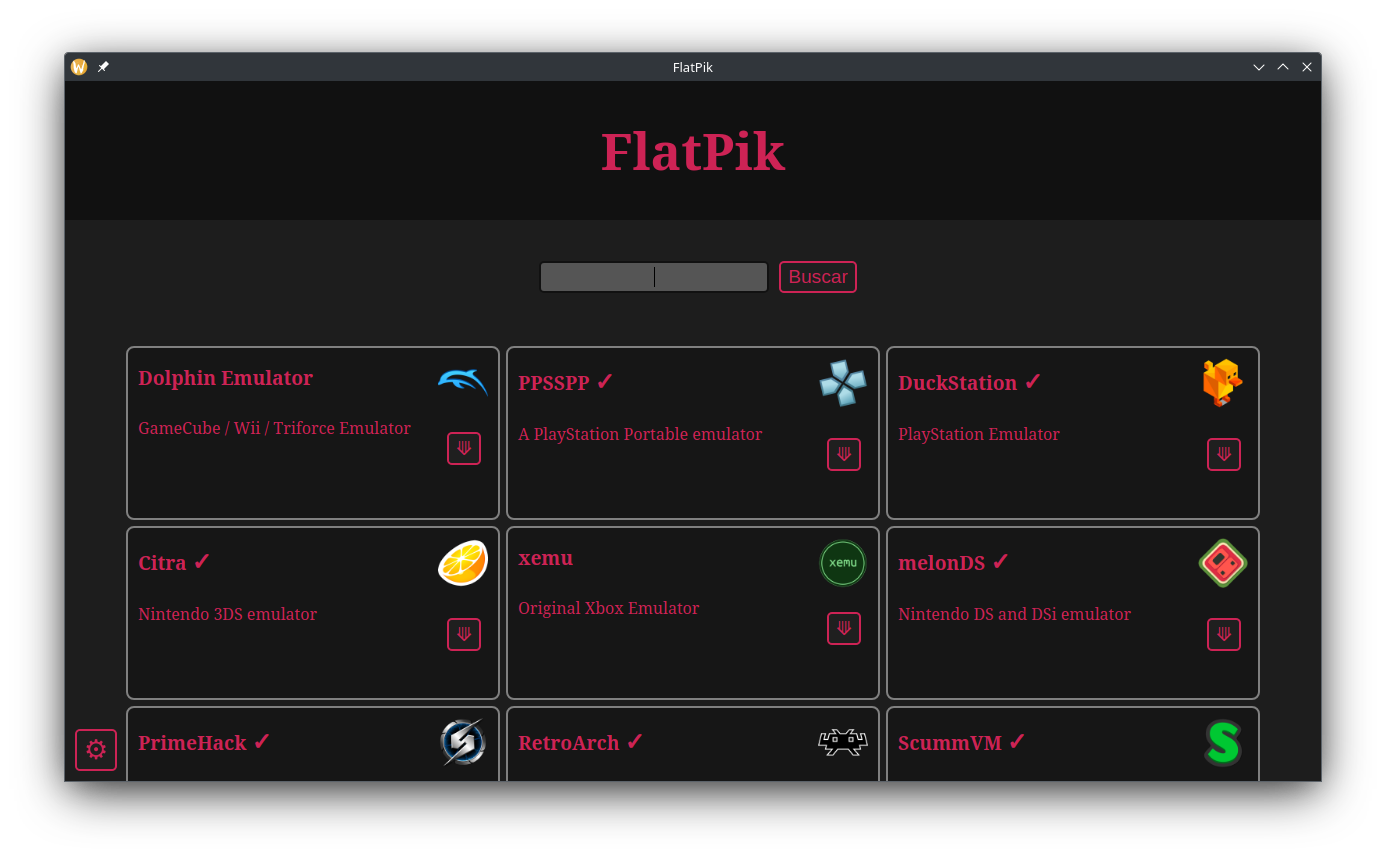 FlatPik
FlatPik
Buscar
Dolphin Emulator
GameCube / Wii / Triforce Emulator
PPSSPP ✓
A PlayStation Portable emulator
DuckStation ✓
PlayStation Emulator
Citra ✓
Nintendo 3DS emulator
xemu
xemu
Original Xbox Emulator
melonDS ✓
Nintendo DS and DSi emulator
PrimeHack ✓
RetroArch ✓
ScummVM ✓
S